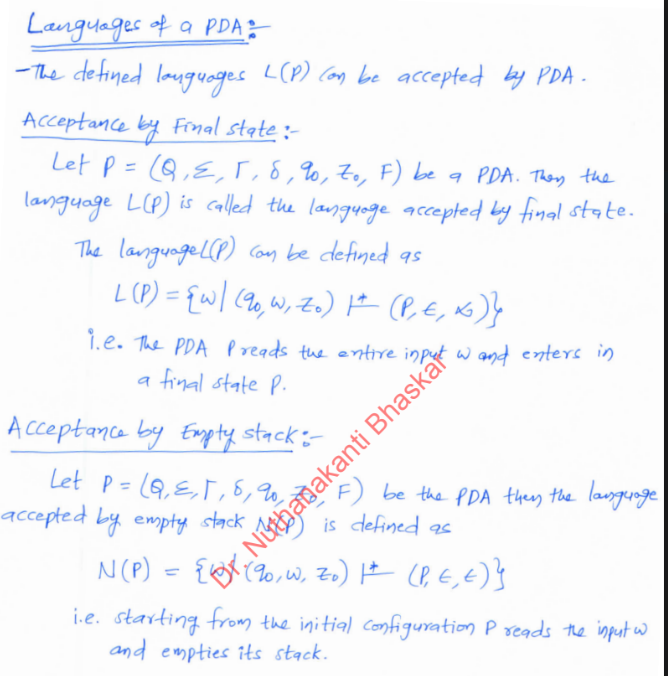 Languages of a PDA:-
-The defined languages L(P) can be accepted by PDA.
Acceptance by Final state:-
Let P = (Q, Σ, Γ, δ, q₀, Z₀, F) be a PDA. Then the
language L(P) is called the language accepted by final state.
The language L(P) can be defined as
L(P) = {w| (q₀, w, Z₀) ⊢* (P, ε, α)}
i.e. The PDA P reads the entire input w and enters in
a final state P.
Acceptance by Empty stack:-
Let P = (Q, Σ, Γ, δ, q₀, Z₀, F) be the PDA then the language
accepted by empty stack N(P) is defined as
N(P) = {w| (q₀, w, Z₀) ⊢* (P, ε, ε)}
i.e. starting from the initial configuration P reads the input w
and empties its stack.
Dr. Nuthanakanti Bhaskar